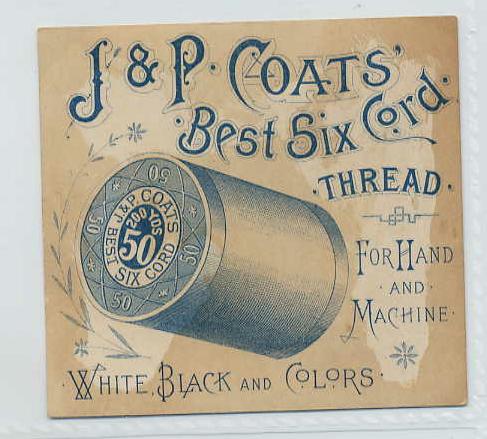 J & P. COATS'
Best Six Cord
THREAD
FOR HAND
AND
MACHINE
50
J. & P. COATS
200 YDS
50
BEST SIX CORD
50
50
50
WHITE, BLACK AND COLORS